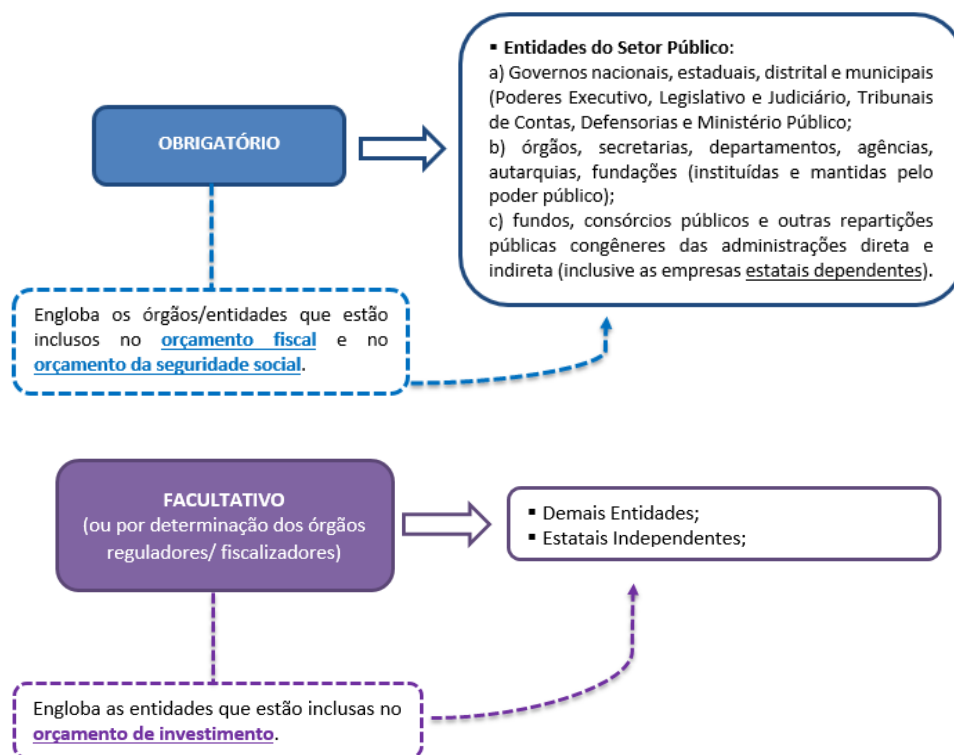 ▪ Entidades do Setor Público:
a) Governos nacionais, estaduais, distrital e municipais
(Poderes Executivo, Legislativo e Judiciário, Tribunais
de Contas, Defensorias e Ministério Público;
b) órgãos, secretarias, departamentos, agências,
autarquias, fundações (instituídas e mantidas pelo
poder público);
c) fundos, consórcios públicos e outras repartições
públicas congêneres das administrações direta e
indireta (inclusive as empresas estatais dependentes).
OBRIGATÓRIO
Engloba os órgãos/entidades que estão
inclusos no orçamento fiscal e no
orçamento da seguridade social.
FACULTATIVO
(ou por determinação dos órgãos
reguladores/ fiscalizadores)
▪ Demais Entidades;
▪ Estatais Independentes;
Engloba as entidades que estão inclusas no
orçamento de investimento.